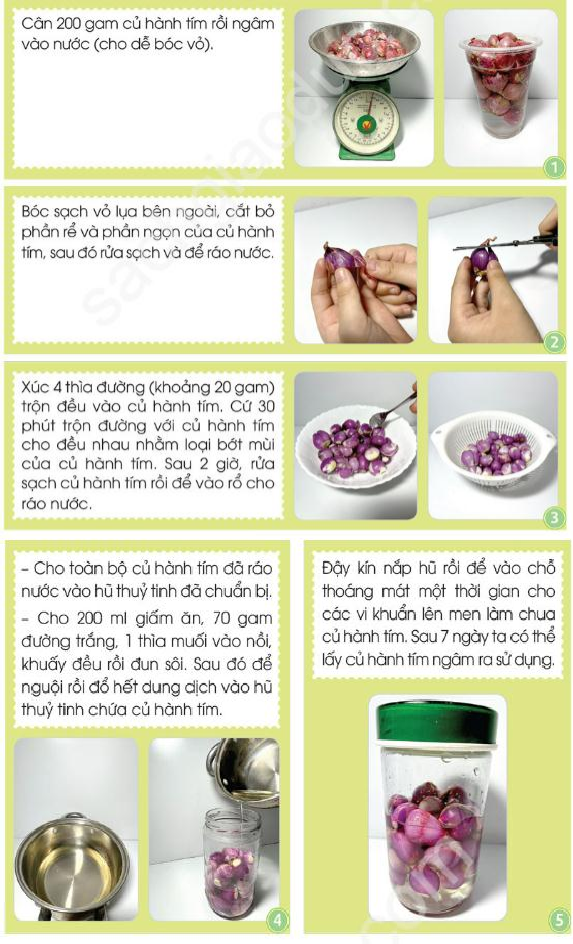 Cân 200 gam củ hành tím rồi ngâm
vào nước (cho dễ bóc vỏ).
1
Bóc sạch vỏ lụa bên ngoài, cắt bỏ
phần rễ và phần ngọn của củ hành
tím, sau đó rửa sạch và để ráo nước.
2
Xúc 4 thìa đường (khoảng 20 gam)
trộn đều vào củ hành tím. Cứ 30
phút trộn đường với củ hành tím
cho đều nhau nhằm loại bớt mùi
của củ hành tím. Sau 2 giờ, rửa
sạch củ hành tím rồi để vào rổ cho
ráo nước.
3
– Cho toàn bộ củ hành tím đã ráo
nước vào hũ thuỷ tinh đã chuẩn bị.
– Cho 200 ml giấm ăn, 70 gam
đường trắng, 1 thìa muối vào nồi,
khuấy đều rồi đun sôi. Sau đó để
nguội rồi đổ hết dung dịch vào hũ
thuỷ tinh chứa củ hành tím.
4
Đậy kín nắp hũ rồi để vào chỗ
thoáng mát một thời gian cho
các vi khuẩn lên men làm chua
củ hành tím. Sau 7 ngày ta có thể
lấy củ hành tím ngâm ra sử dụng.
5